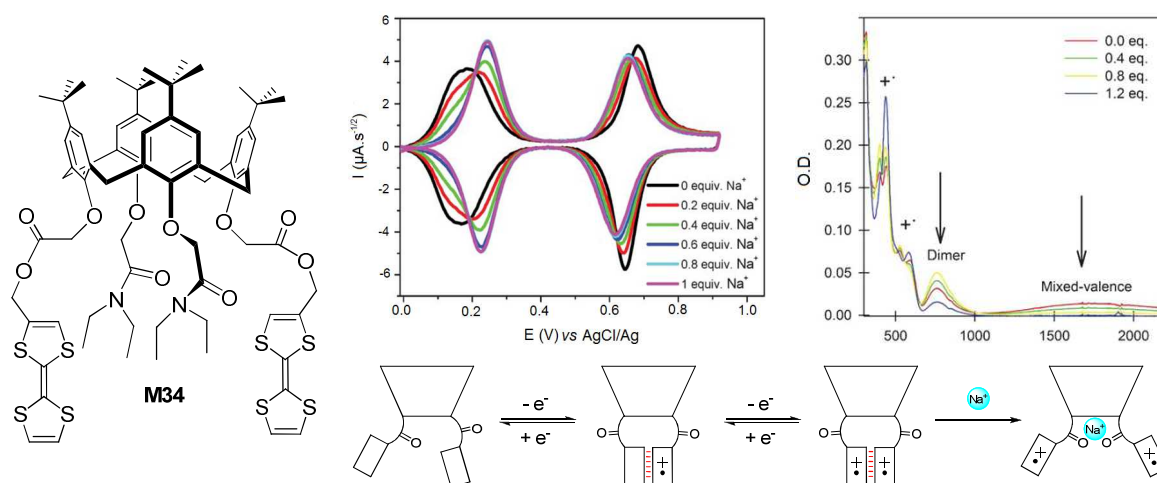 O
O
O
O
O
O
O
O
N
N
S
S
S
S
S
S
S
S
M34
I (µA.s⁻¹ᐟ²)
6
4
2
0
2
4
6
0.0
0.2
0.4
0.6
0.8
1.0
E (V) vs AgCl/Ag
0 equiv. Na⁺
0.2 equiv. Na⁺
0.4 equiv. Na⁺
0.6 equiv. Na⁺
0.8 equiv. Na⁺
1 equiv. Na⁺
O.D.
0.30
0.25
0.20
0.15
0.10
0.05
0.00
500
1000
1500
2000
0.0 eq.
0.4 eq.
0.8 eq.
1.2 eq.
+·
+·
Dimer
Mixed-valence
O
O
- e⁻
+ e⁻
O
O
+
•
- e⁻
+ e⁻
O
O
+
•
+
•
Na⁺
Na⁺
O
O
+
•
+
•